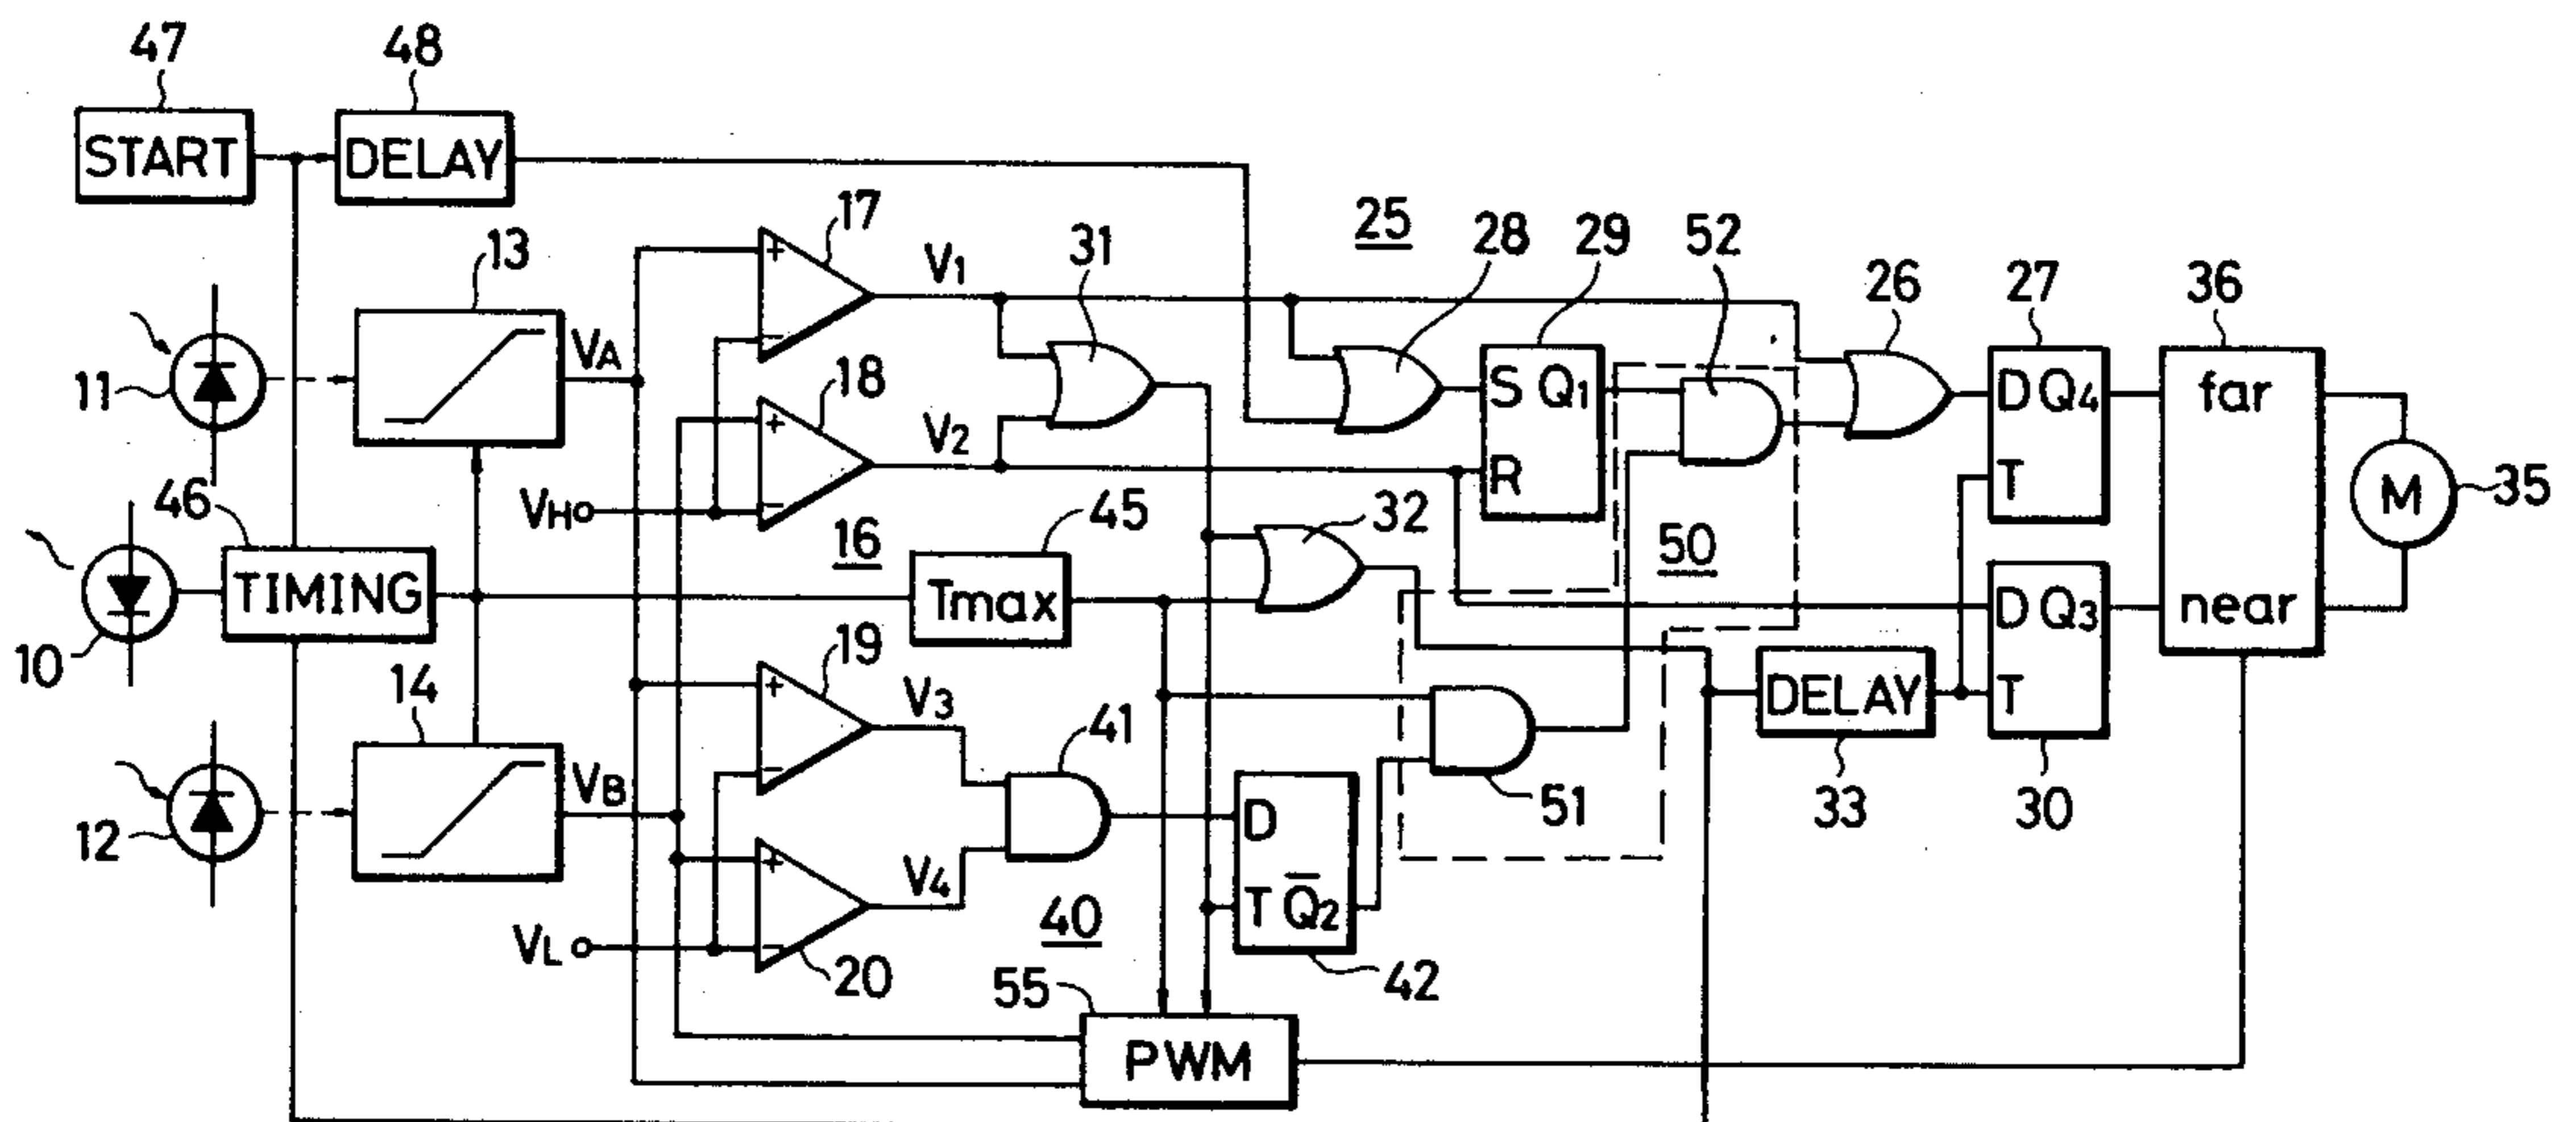 47
48
START
DELAY
13
17
31
25
28
29
52
26
27
36
11
VA
+
−
V1
18
S Q1
D Q4
far
+
V2
R
T
M
35
46
VH
−
16
45
32
50
10
TIMING
Tmax
D Q3
near
14
19
+
V3
41
DELAY
T
12
VB
−
+
V4
D
51
33
30
VL
−
20
40
T Q̅2
55
42
PWM